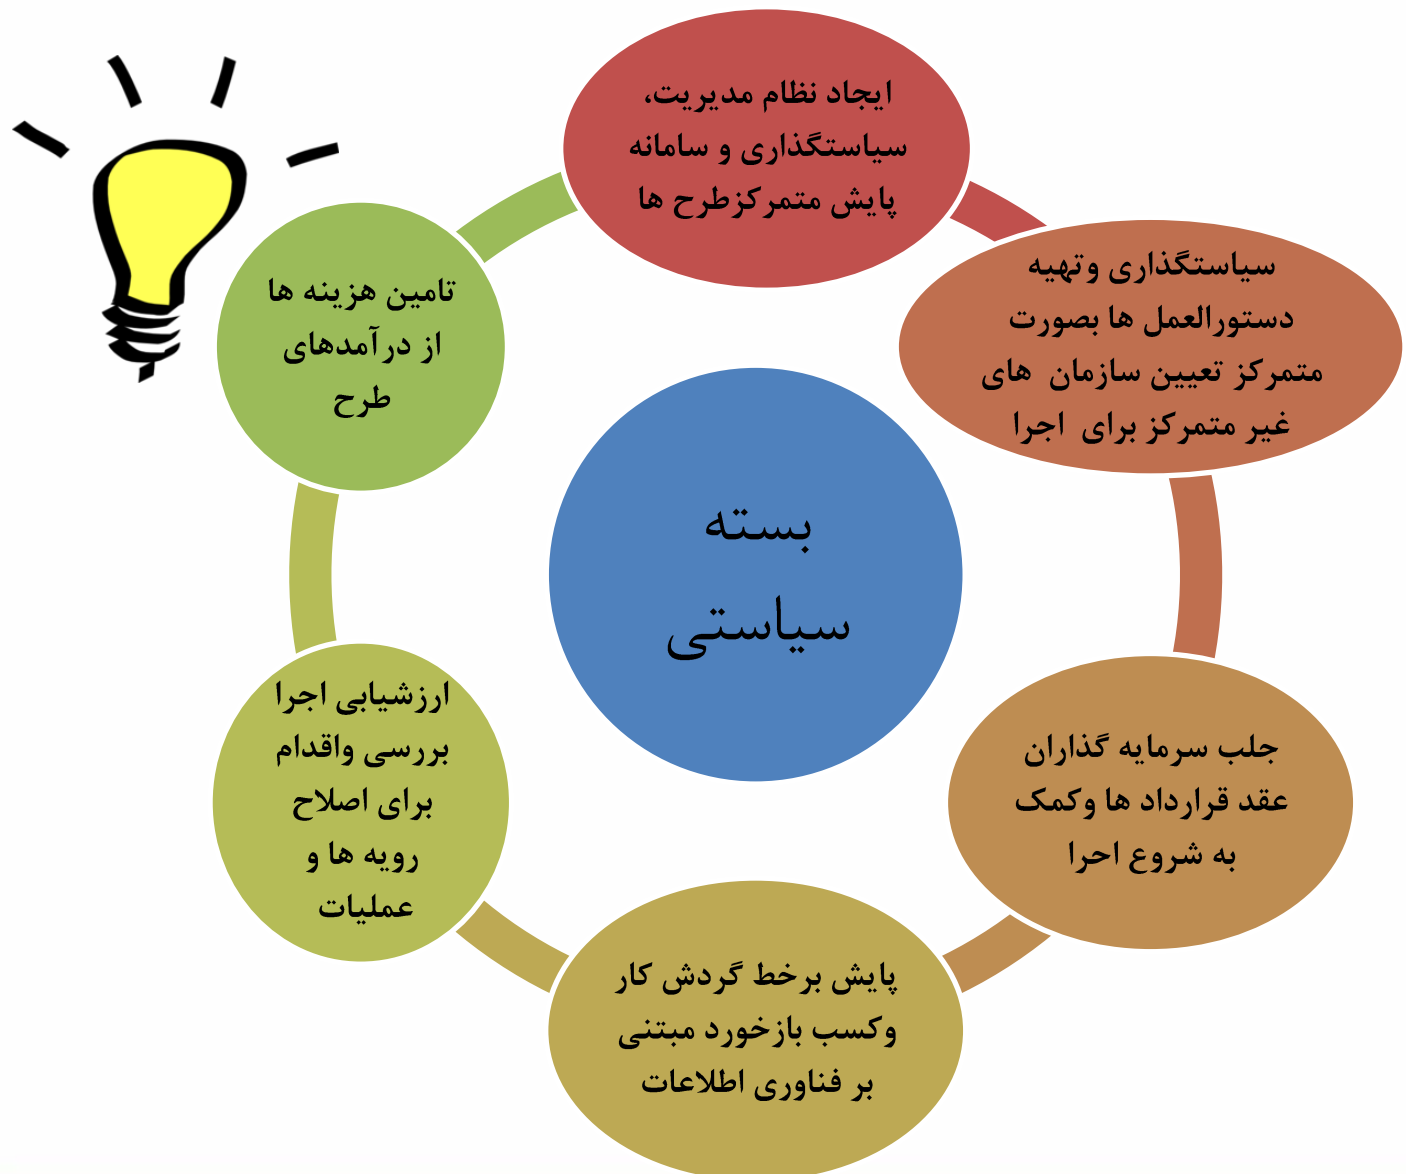 ایجاد نظام مدیریت،
سیاستگذاری و سامانه
پایش متمرکزطرح ها
سیاستگذاری وتهیه
دستورالعمل ها بصورت
متمرکز تعیین سازمان های
غیر متمرکز برای اجرا
جلب سرمایه گذاران
عقد قرارداد ها وکمک
به شروع احرا
پایش برخط گردش کار
وکسب بازخورد مبتنی
بر فناوری اطلاعات
ارزشیابی اجرا
بررسی واقدام
برای اصلاح
رویه ها و
عملیات
تامین هزینه ها
از درآمدهای
طرح
بسته
سیاستی